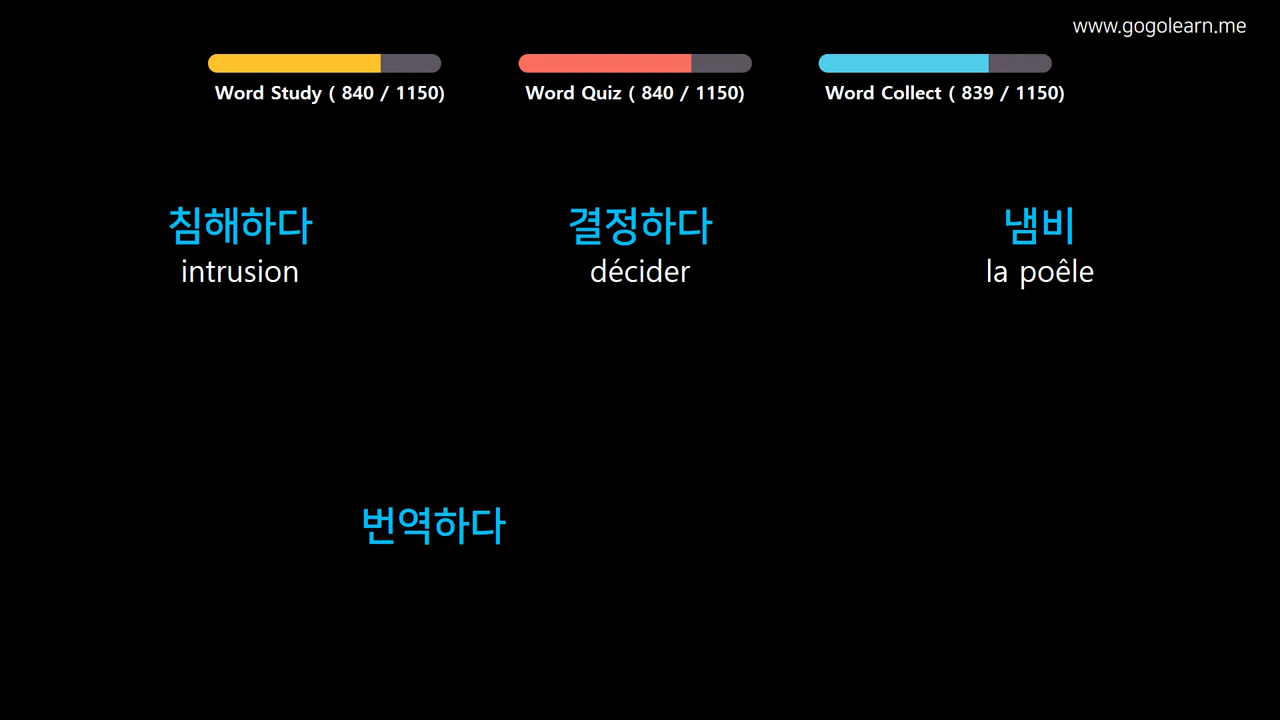 www.gogolearn.me
Word Study ( 840 / 1150)
Word Quiz ( 840 / 1150)
Word Collect ( 839 / 1150)
침해하다
intrusion
결정하다
décider
냄비
la poêle
번역하다